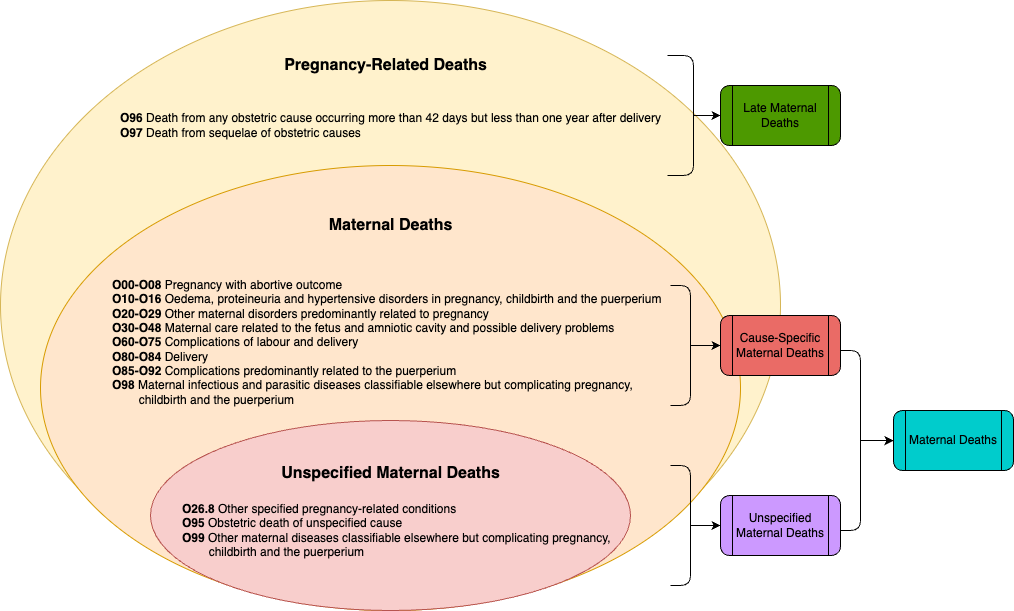 Pregnancy-Related Deaths
O96 Death from any obstetric cause occurring more than 42 days but less than one year after delivery
O97 Death from sequelae of obstetric causes
Late Maternal
Deaths
Maternal Deaths
O00-O08 Pregnancy with abortive outcome
O10-O16 Oedema, proteineuria and hypertensive disorders in pregnancy, childbirth and the puerperium
O20-O29 Other maternal disorders predominantly related to pregnancy
O30-O48 Maternal care related to the fetus and amniotic cavity and possible delivery problems
O60-O75 Complications of labour and delivery
O80-O84 Delivery
O85-O92 Complications predominantly related to the puerperium
O98 Maternal infectious and parasitic diseases classifiable elsewhere but complicating pregnancy,
childbirth and the puerperium
Cause-Specific
Maternal Deaths
Unspecified Maternal Deaths
O26.8 Other specified pregnancy-related conditions
O95 Obstetric death of unspecified cause
O99 Other maternal diseases classifiable elsewhere but complicating pregnancy,
childbirth and the puerperium
Unspecified
Maternal Deaths
Maternal Deaths